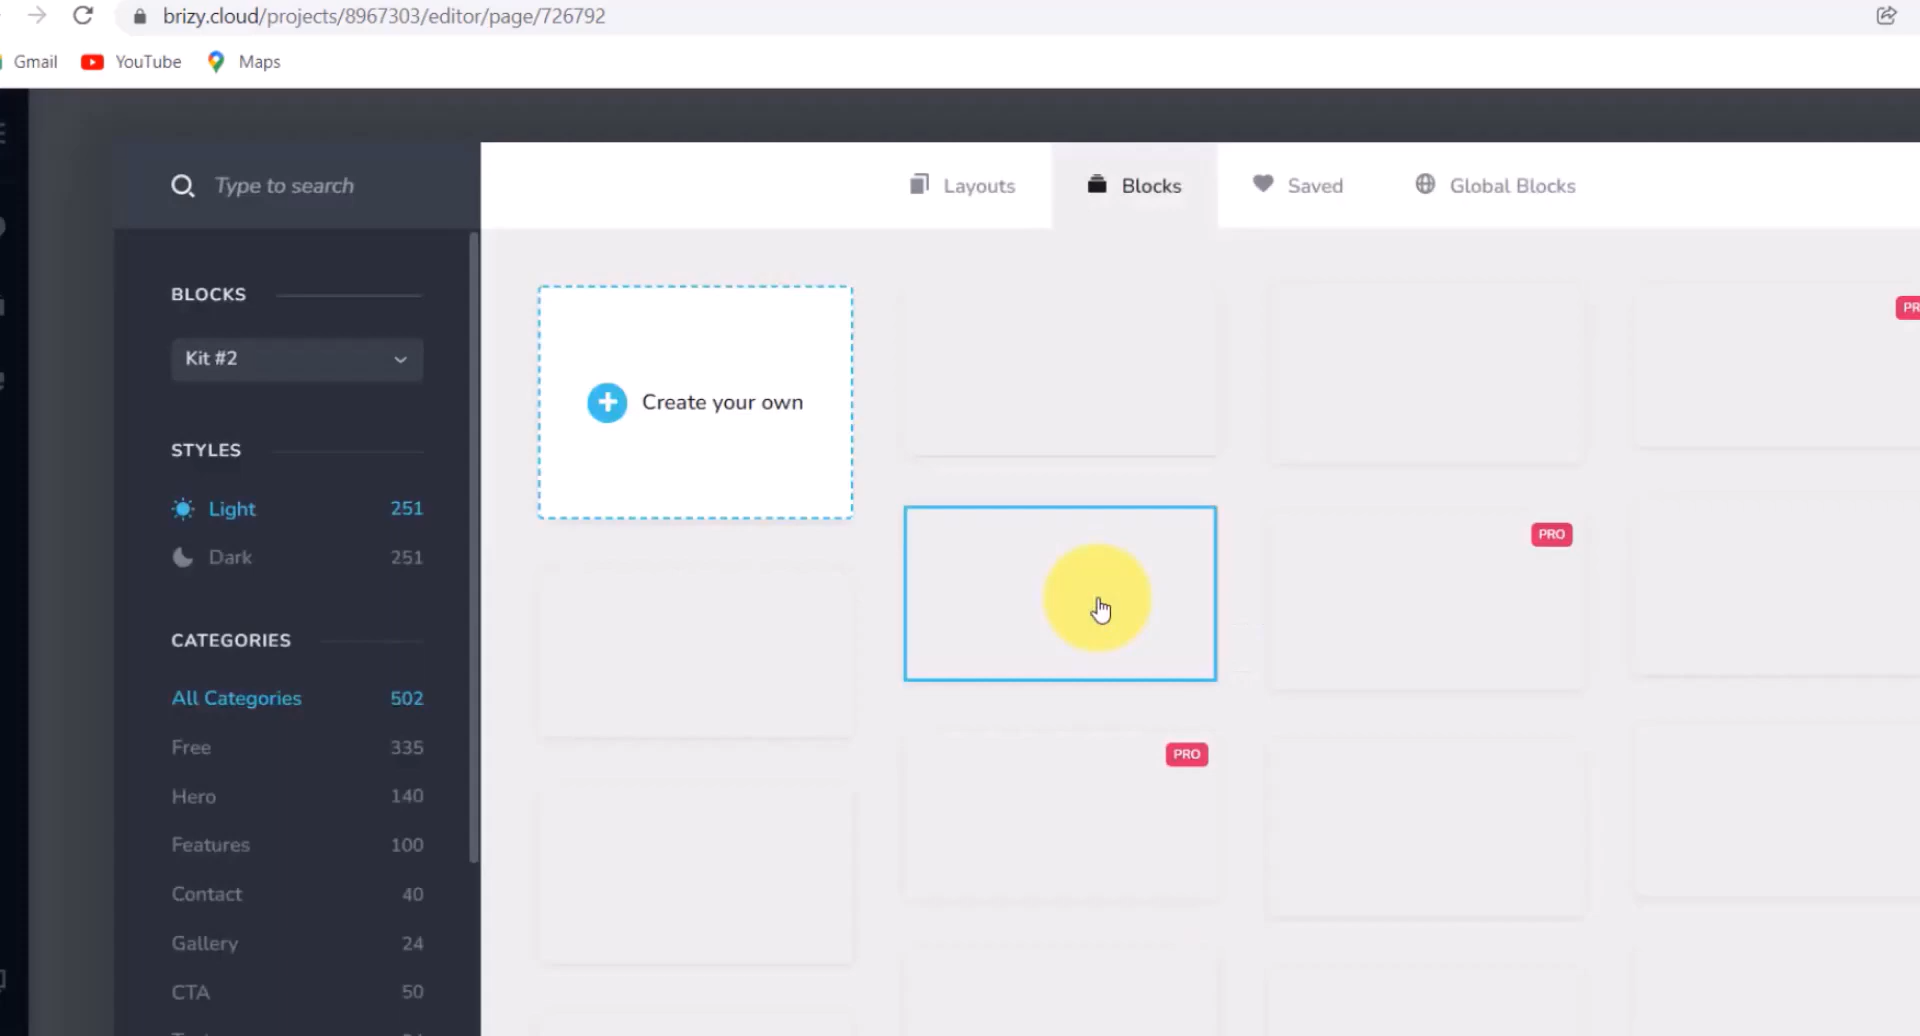 brizy.cloud/projects/8967303/editor/page/726792
Gmail YouTube Maps
Type to search
Layouts Blocks Saved Global Blocks
BLOCKS
Kit #2
STYLES
Light 251
Dark 251
CATEGORIES
All Categories 502
Free 335
Hero 140
Features 100
Contact 40
Gallery 24
CTA 50
Create your own
PRO
PRO